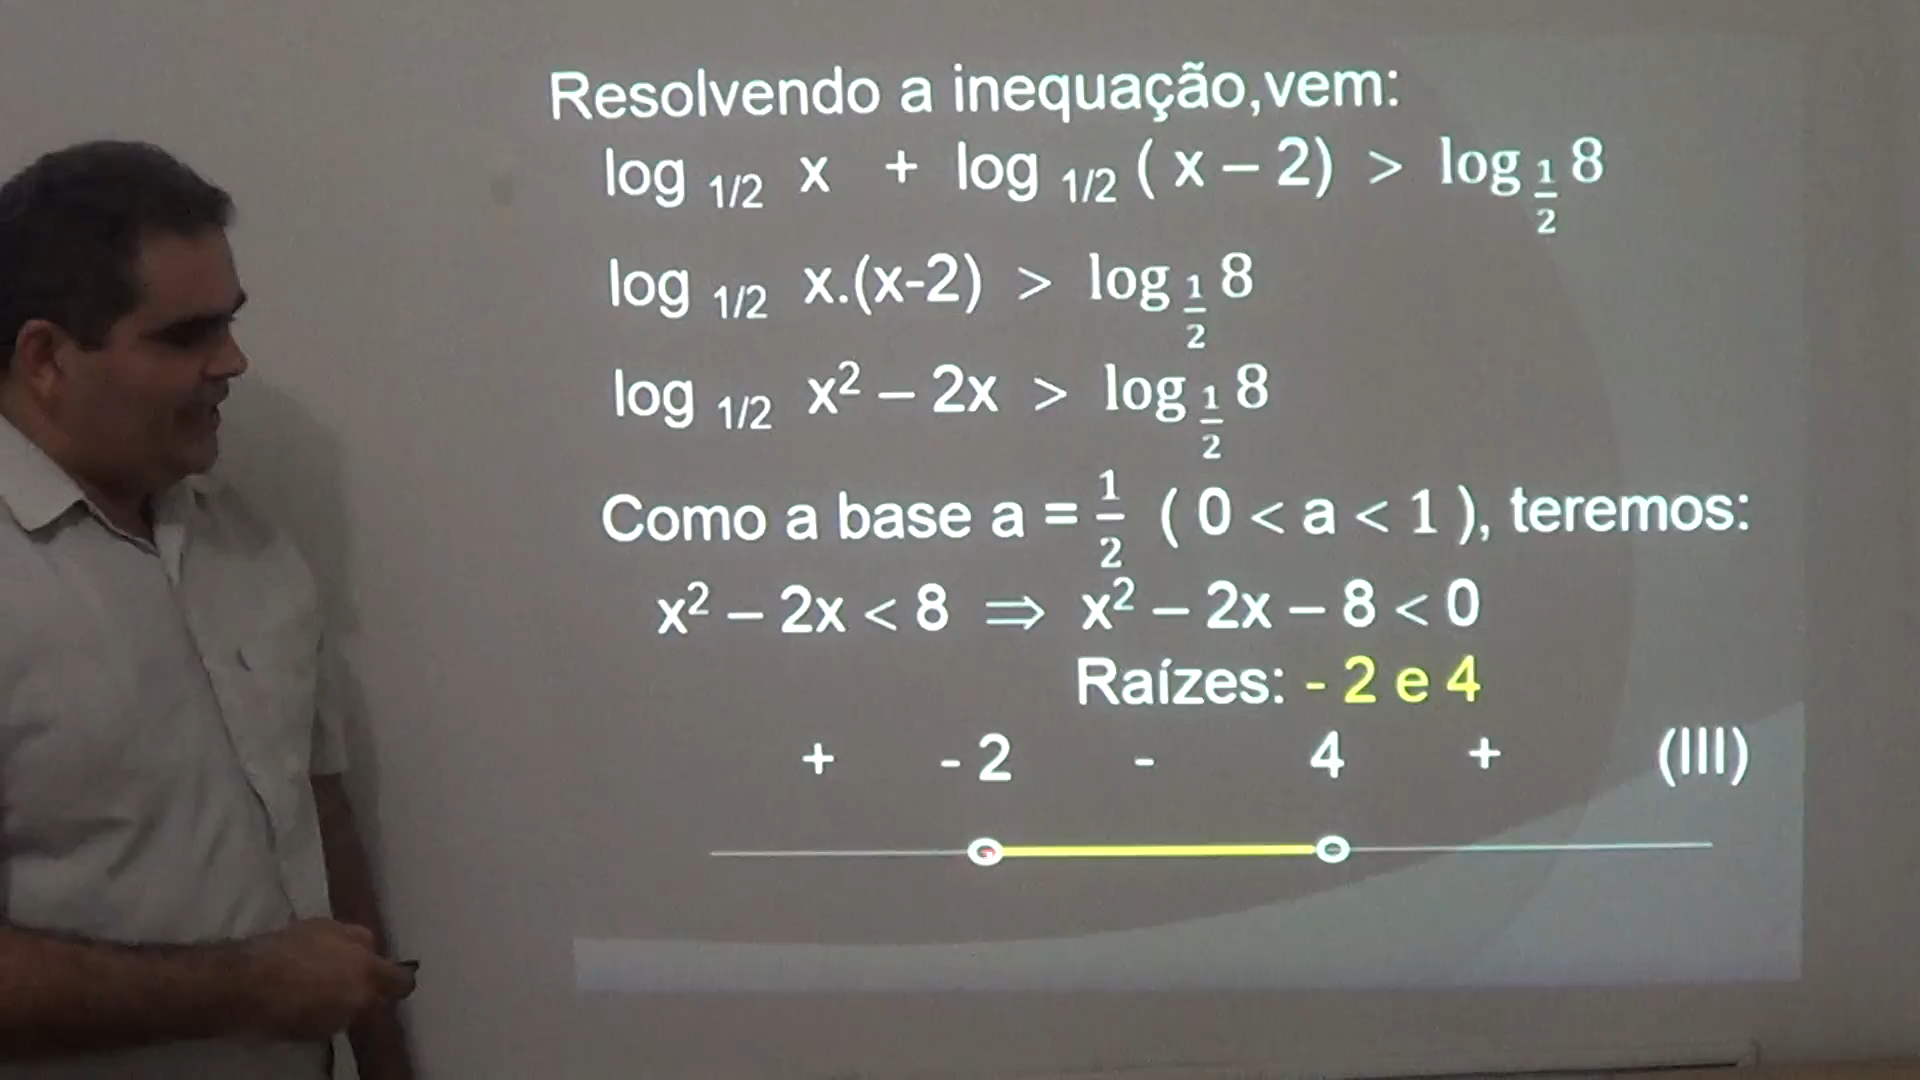 Resolvendo a inequação,vem:
log 1/2 x + log 1/2 ( x – 2) > log 1/2 8
log 1/2 x.(x-2) > log 1/2 8
log 1/2 x² – 2x > log 1/2 8
Como a base a = 1/2 ( 0 < a < 1 ), teremos:
x² – 2x < 8 ⇒ x² – 2x – 8 < 0
Raízes: - 2 e 4
+ - 2 - 4 + (III)